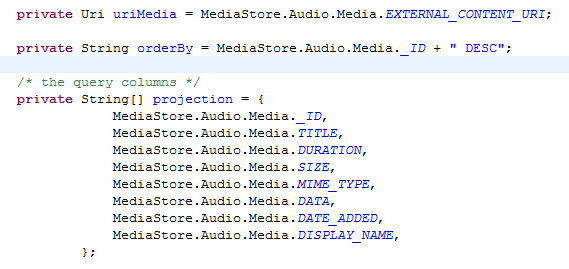 private Uri uriMedia = MediaStore.Audio.Media.EXTERNAL_CONTENT_URI;
private String orderBy = MediaStore.Audio.Media._ID + " DESC";
/* the query columns */
private String[] projection = {
MediaStore.Audio.Media._ID,
MediaStore.Audio.Media.TITLE,
MediaStore.Audio.Media.DURATION,
MediaStore.Audio.Media.SIZE,
MediaStore.Audio.Media.MIME_TYPE,
MediaStore.Audio.Media.DATA,
MediaStore.Audio.Media.DATE_ADDED,
MediaStore.Audio.Media.DISPLAY_NAME,
};